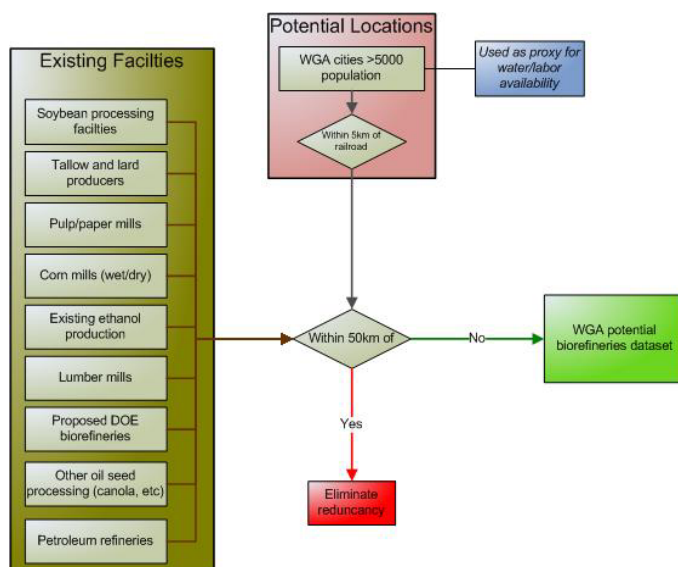 Existing Facilties
Soybean processing
facilties
Tallow and lard
producers
Pulp/paper mills
Corn mills (wet/dry)
Existing ethanol
production
Lumber mills
Proposed DOE
biorefineries
Other oil seed
processing (canola, etc)
Petroleum refineries
Potential Locations
WGA cities >5000
population
Used as proxy for
water/labor
availability
Within 5km of
railroad
Within 50km of
No
WGA potential
biorefineries dataset
Yes
Eliminate
reduncancy